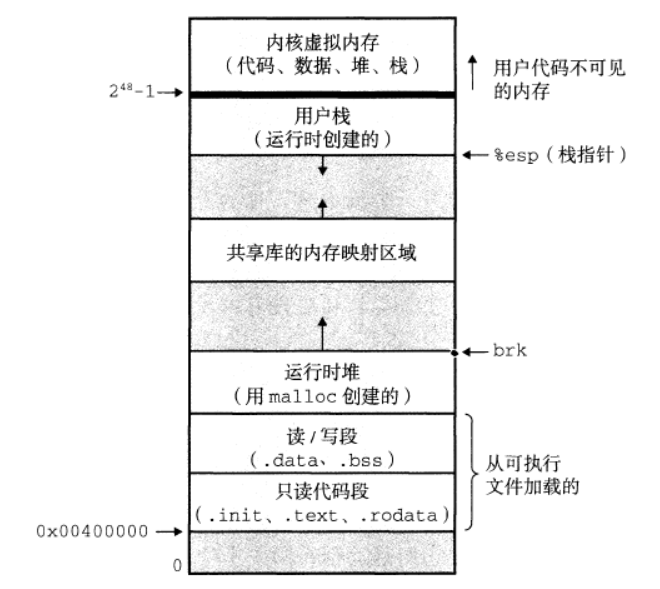 内核虚拟内存
（代码、数据、堆、栈）
用户代码不可见
的内存
2⁴⁸-1
用户栈
（运行时创建的）
%esp（栈指针）
共享库的内存映射区域
brk
运行时堆
（用 malloc 创建的）
读/写段
（.data、.bss）
从可执行
文件加载的
只读代码段
（.init、.text、.rodata）
0x00400000
0